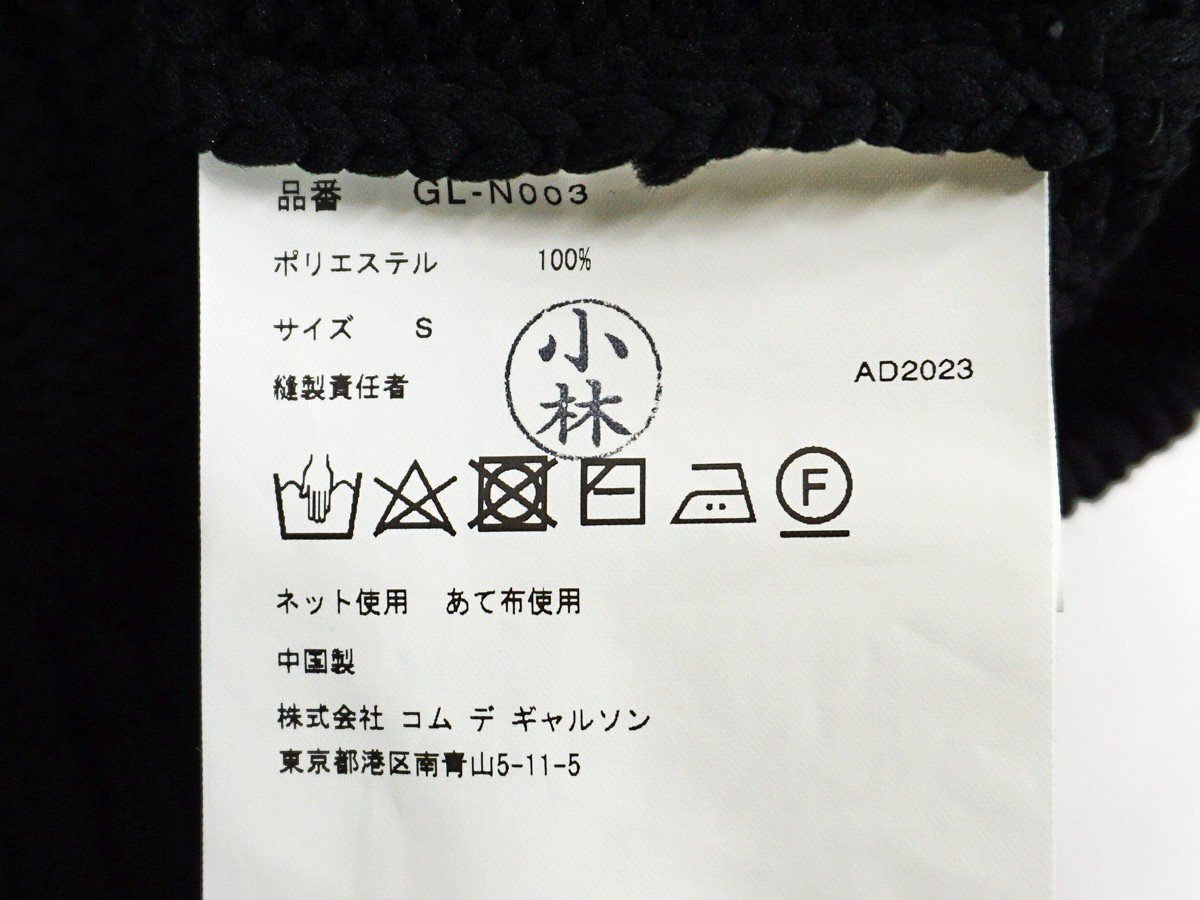 品番 GL-N003
ポリエステル 100%
サイズ S
縫製責任者 小林
AD2023
F
ネット使用 あて布使用
中国製
株式会社 コム デ ギャルソン
東京都港区南青山5-11-5